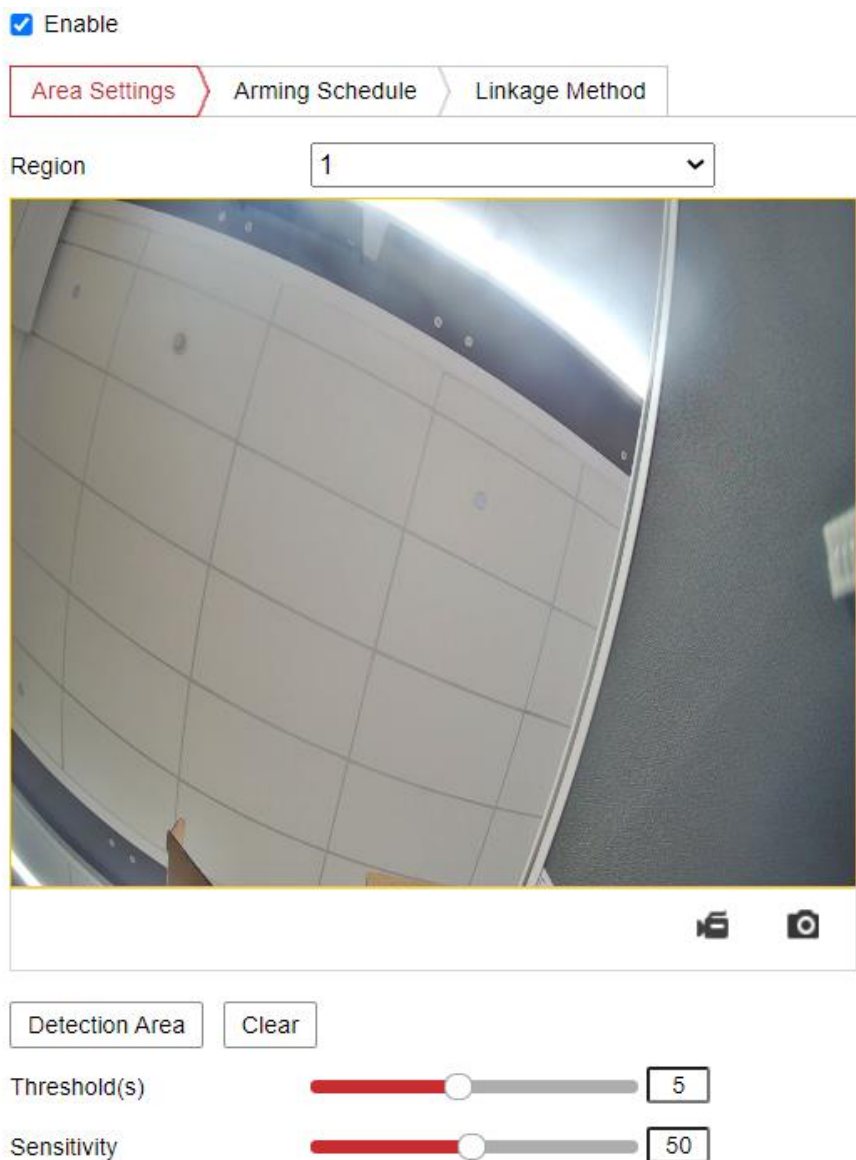 Enable
Area Settings
Arming Schedule
Linkage Method
Region
1
Detection Area
Clear
Threshold(s)
5
Sensitivity
50